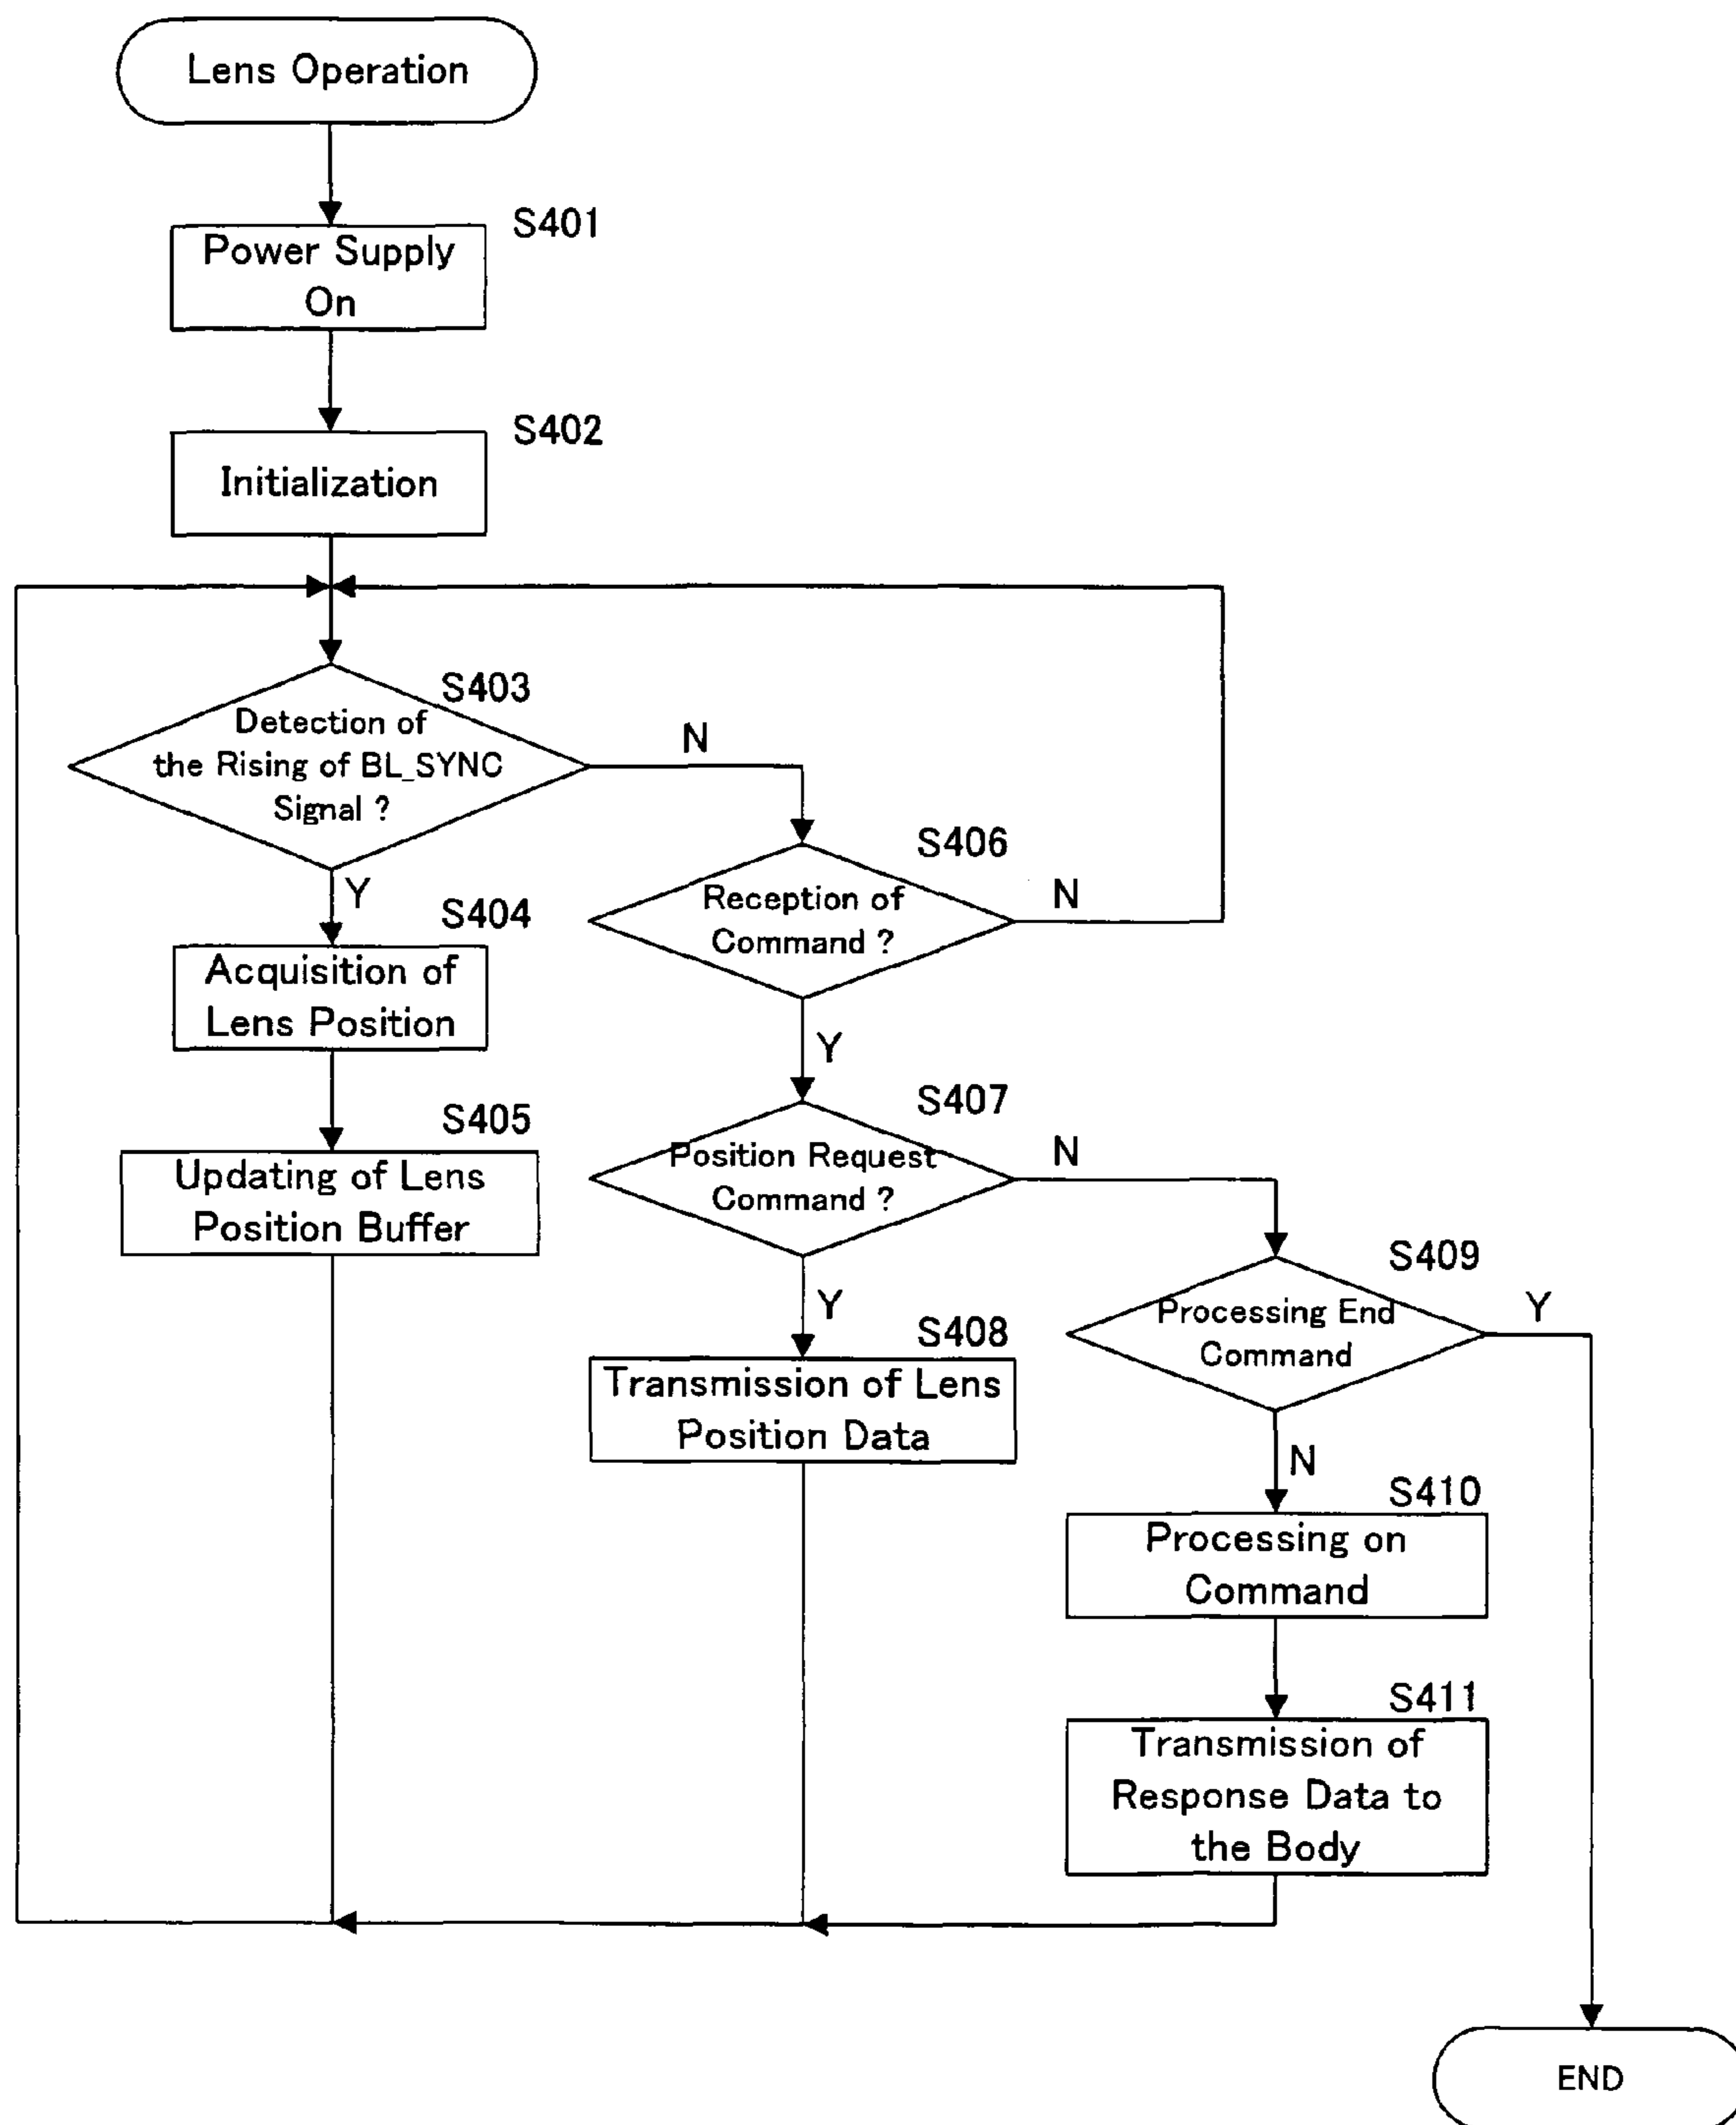 Lens Operation
S401
Power Supply
On
S402
Initialization
S403
Detection of
the Rising of BL_SYNC
Signal ?
N
Y
S404
Acquisition of
Lens Position
S405
Updating of Lens
Position Buffer
S406
Reception of
Command ?
N
Y
S407
Position Request
Command ?
N
Y
S408
Transmission of Lens
Position Data
S409
Processing End
Command
Y
N
S410
Processing on
Command
S411
Transmission of
Response Data to
the Body
END